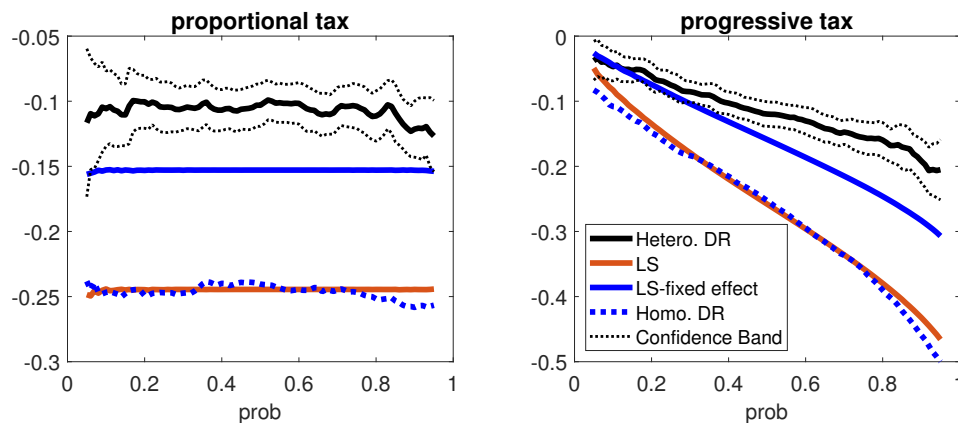 proportional tax
-0.05
-0.1
-0.15
-0.2
-0.25
-0.3
0
0.2
0.4
0.6
0.8
1
prob
progressive tax
0
-0.1
-0.2
-0.3
-0.4
-0.5
Hetero. DR
LS
LS-fixed effect
Homo. DR
Confidence Band
0
0.2
0.4
0.6
0.8
1
prob